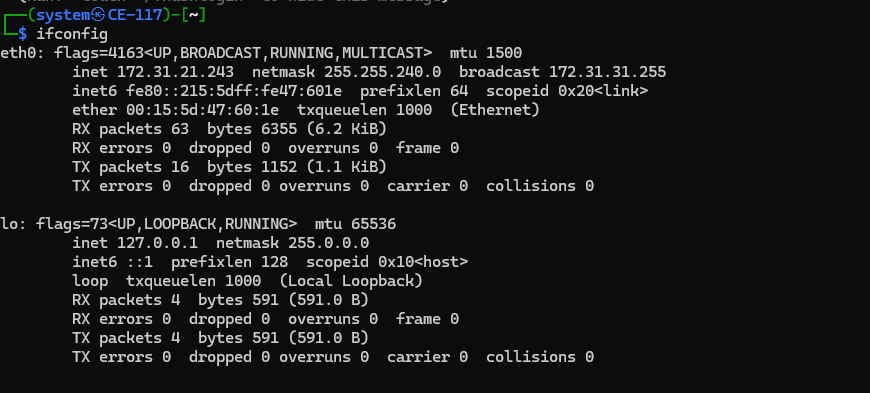 ┌──(system㉿CE-117)-[~]
└─$ ifconfig
eth0: flags=4163<UP,BROADCAST,RUNNING,MULTICAST>  mtu 1500
        inet 172.31.21.243  netmask 255.255.240.0  broadcast 172.31.31.255
        inet6 fe80::215:5dff:fe47:601e  prefixlen 64  scopeid 0x20<link>
        ether 00:15:5d:47:60:1e  txqueuelen 1000  (Ethernet)
        RX packets 63  bytes 6355 (6.2 KiB)
        RX errors 0  dropped 0  overruns 0  frame 0
        TX packets 16  bytes 1152 (1.1 KiB)
        TX errors 0  dropped 0 overruns 0  carrier 0  collisions 0

lo: flags=73<UP,LOOPBACK,RUNNING>  mtu 65536
        inet 127.0.0.1  netmask 255.0.0.0
        inet6 ::1  prefixlen 128  scopeid 0x10<host>
        loop  txqueuelen 1000  (Local Loopback)
        RX packets 4  bytes 591 (591.0 B)
        RX errors 0  dropped 0  overruns 0  frame 0
        TX packets 4  bytes 591 (591.0 B)
        TX errors 0  dropped 0 overruns 0  carrier 0  collisions 0